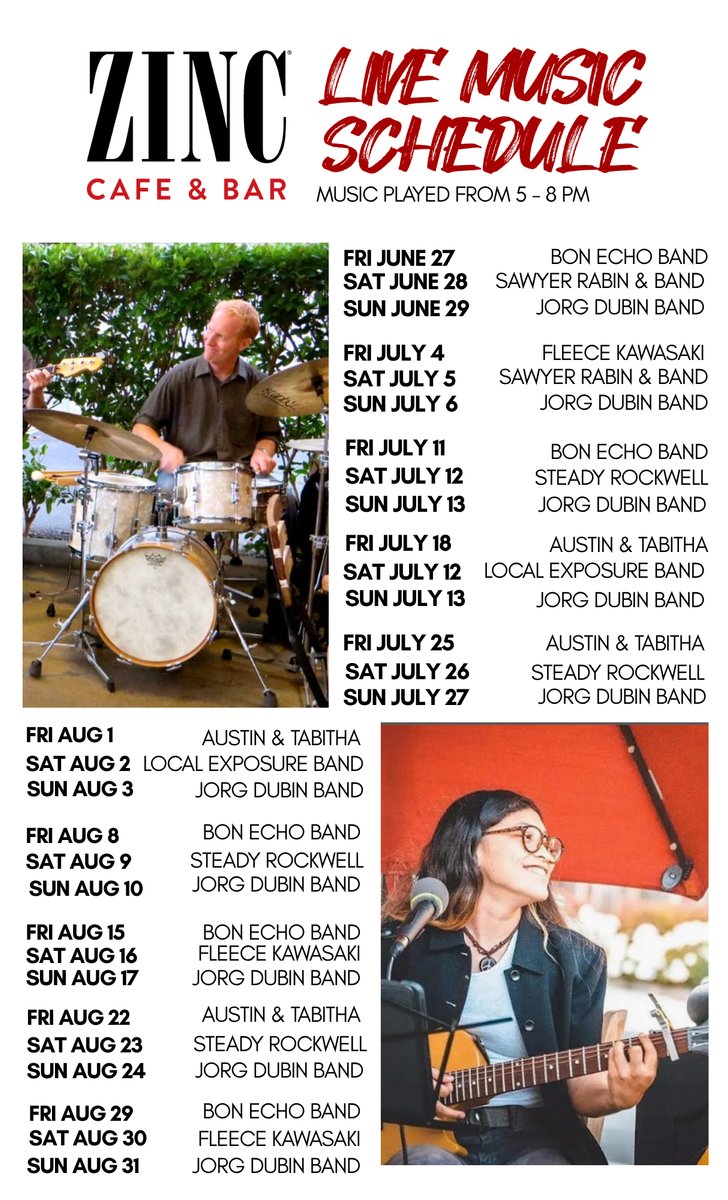 ZINC®
CAFE & BAR
LIVE MUSIC
SCHEDULE
MUSIC PLAYED FROM 5 - 8 PM
FRI JUNE 27 BON ECHO BAND
SAT JUNE 28 SAWYER RABIN & BAND
SUN JUNE 29 JORG DUBIN BAND
FRI JULY 4 FLEECE KAWASAKI
SAT JULY 5 SAWYER RABIN & BAND
SUN JULY 6 JORG DUBIN BAND
FRI JULY 11 BON ECHO BAND
SAT JULY 12 STEADY ROCKWELL
SUN JULY 13 JORG DUBIN BAND
FRI JULY 18 AUSTIN & TABITHA
SAT JULY 12 LOCAL EXPOSURE BAND
SUN JULY 13 JORG DUBIN BAND
FRI JULY 25 AUSTIN & TABITHA
SAT JULY 26 STEADY ROCKWELL
SUN JULY 27 JORG DUBIN BAND
FRI AUG 1 AUSTIN & TABITHA
SAT AUG 2 LOCAL EXPOSURE BAND
SUN AUG 3 JORG DUBIN BAND
FRI AUG 8 BON ECHO BAND
SAT AUG 9 STEADY ROCKWELL
SUN AUG 10 JORG DUBIN BAND
FRI AUG 15 BON ECHO BAND
SAT AUG 16 FLEECE KAWASAKI
SUN AUG 17 JORG DUBIN BAND
FRI AUG 22 AUSTIN & TABITHA
SAT AUG 23 STEADY ROCKWELL
SUN AUG 24 JORG DUBIN BAND
FRI AUG 29 BON ECHO BAND
SAT AUG 30 FLEECE KAWASAKI
SUN AUG 31 JORG DUBIN BAND